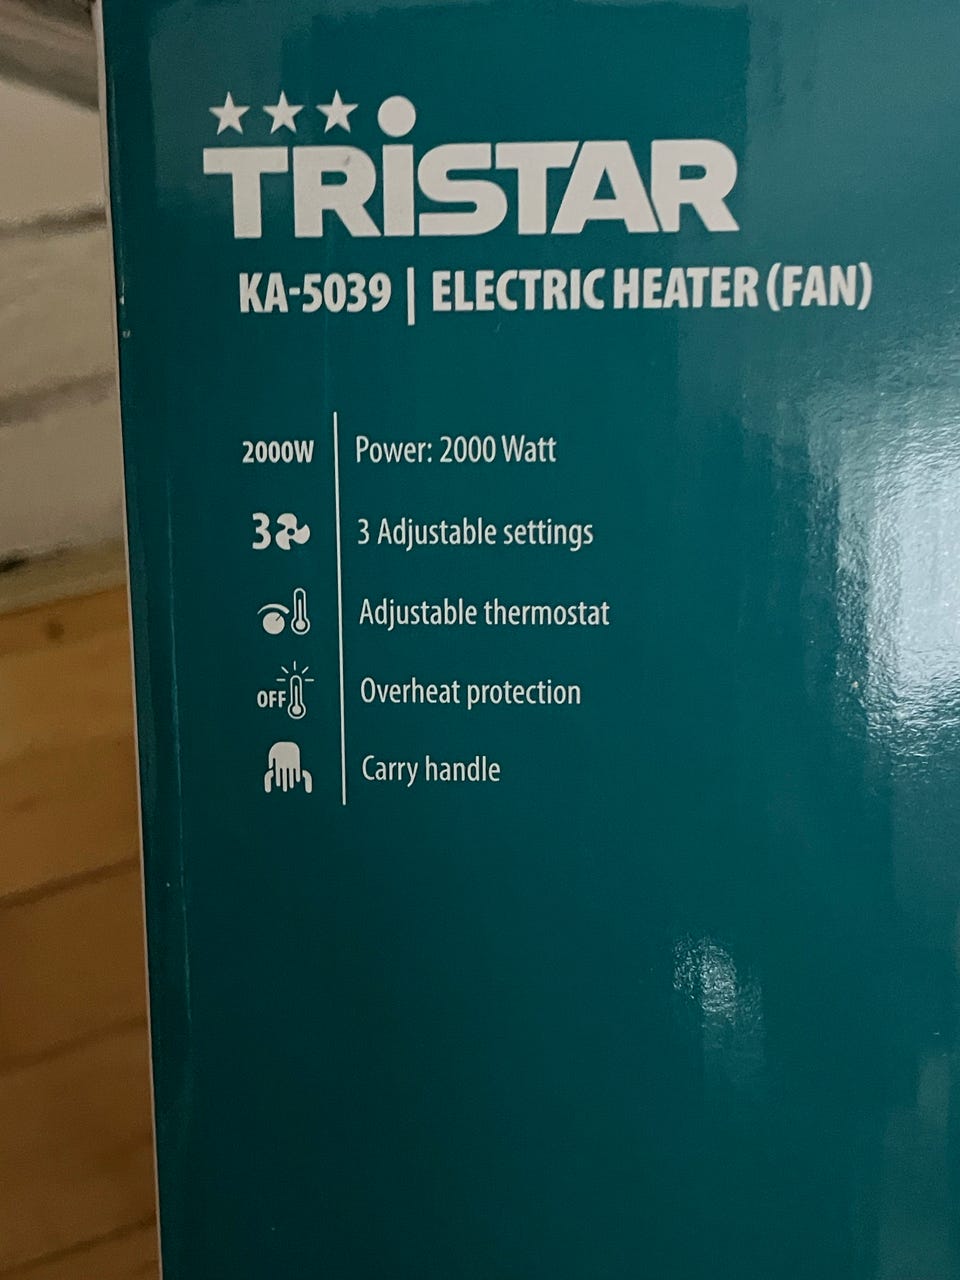 TRISTAR
KA-5039 | ELECTRIC HEATER (FAN)
2000W Power: 2000 Watt
3 3 Adjustable settings
Adjustable thermostat
OFF Overheat protection
Carry handle